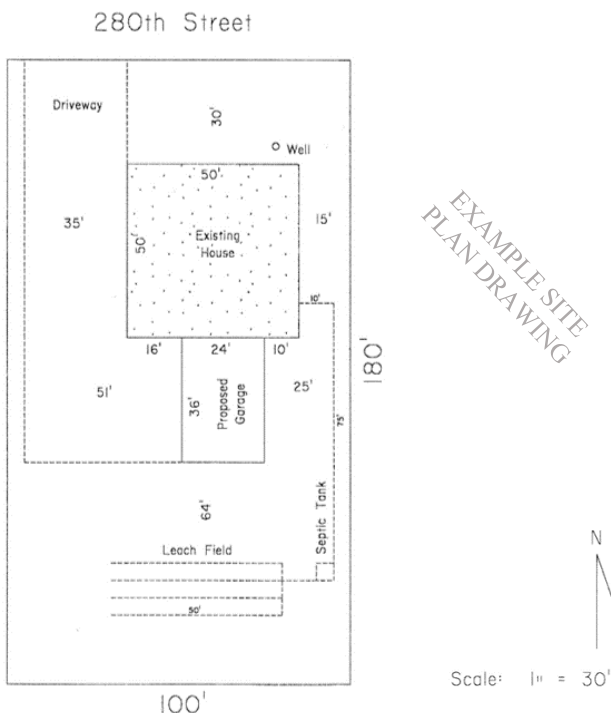 280th Street
Driveway
30'
Well
50'
35'
50'
Existing
House
15'
EXAMPLE SITE
PLAN DRAWING
10'
16'
24'
10'
180'
51'
36'
Proposed
Garage
25'
75'
64'
Septic Tank
Leach Field
50'
N
Scale: 1" = 30'
100'